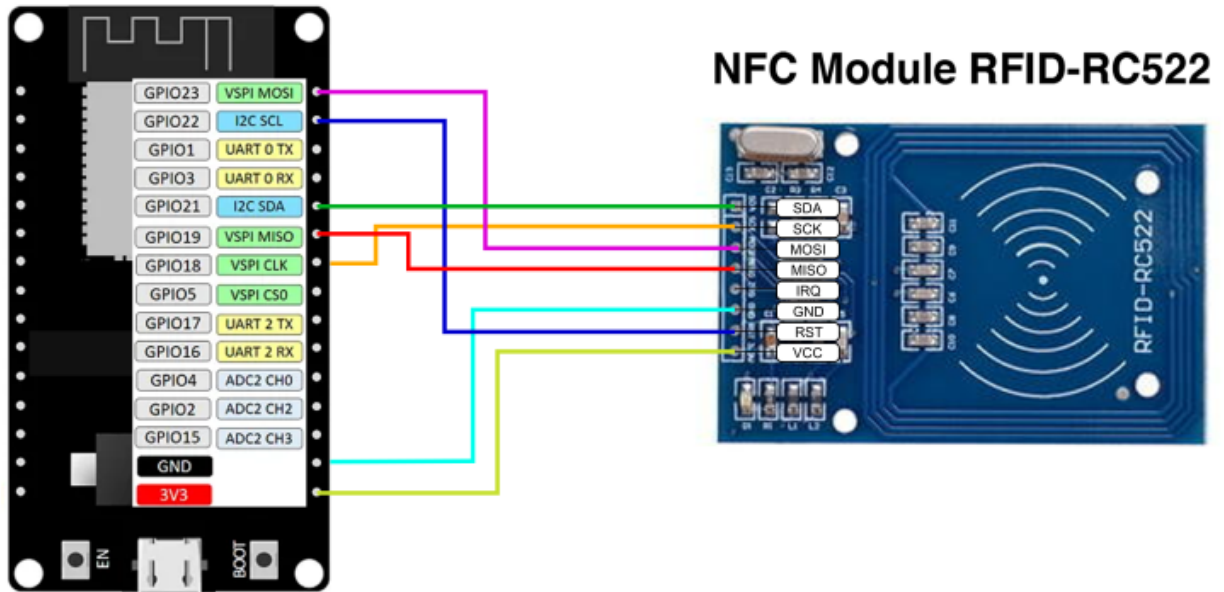 NFC Module RFID-RC522
GPIO23 VSPI MOSI
GPIO22 I2C SCL
GPIO1 UART 0 TX
GPIO3 UART 0 RX
GPIO21 I2C SDA
GPIO19 VSPI MISO
GPIO18 VSPI CLK
GPIO5 VSPI CS0
GPIO17 UART 2 TX
GPIO16 UART 2 RX
GPIO4 ADC2 CH0
GPIO2 ADC2 CH2
GPIO15 ADC2 CH3
GND
3V3
EN
BOOT
SDA
SCK
MOSI
MISO
IRQ
GND
RST
VCC
RFID-RC522